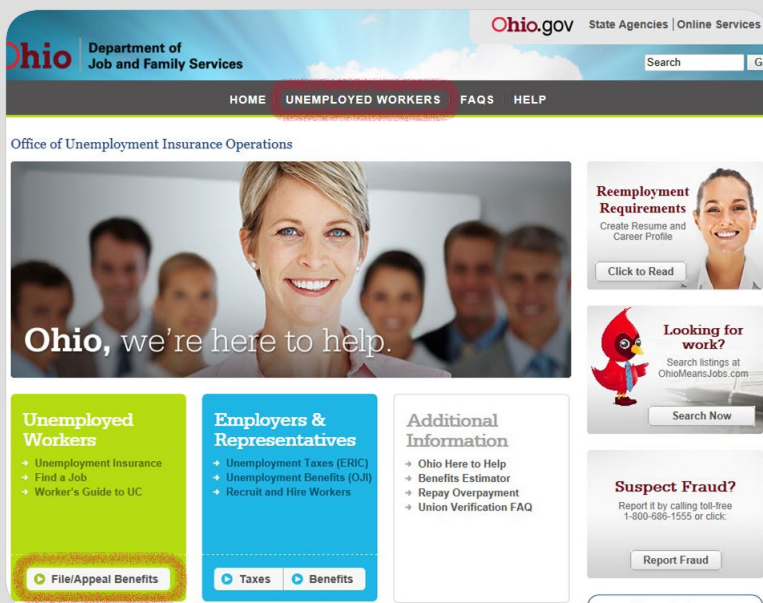 Ohio.gov State Agencies | Online Services
Ohio Department of
Job and Family Services
Search
HOME UNEMPLOYED WORKERS FAQS HELP
Office of Unemployment Insurance Operations
Ohio, we're here to help.
Reemployment
Requirements
Create Resume and
Career Profile
Click to Read
Looking for
work?
Search listings at
OhioMeansJobs.com
Search Now
Unemployed
Workers
Unemployment Insurance
Find a Job
Worker's Guide to UC
File/Appeal Benefits
Employers &
Representatives
Unemployment Taxes (ERIC)
Unemployment Benefits (OJI)
Recruit and Hire Workers
Taxes Benefits
Additional
Information
Ohio Here to Help
Benefits Estimator
Repay Overpayment
Union Verification FAQ
Suspect Fraud?
Report it by calling toll-free
1-800-686-1555 or click:
Report Fraud